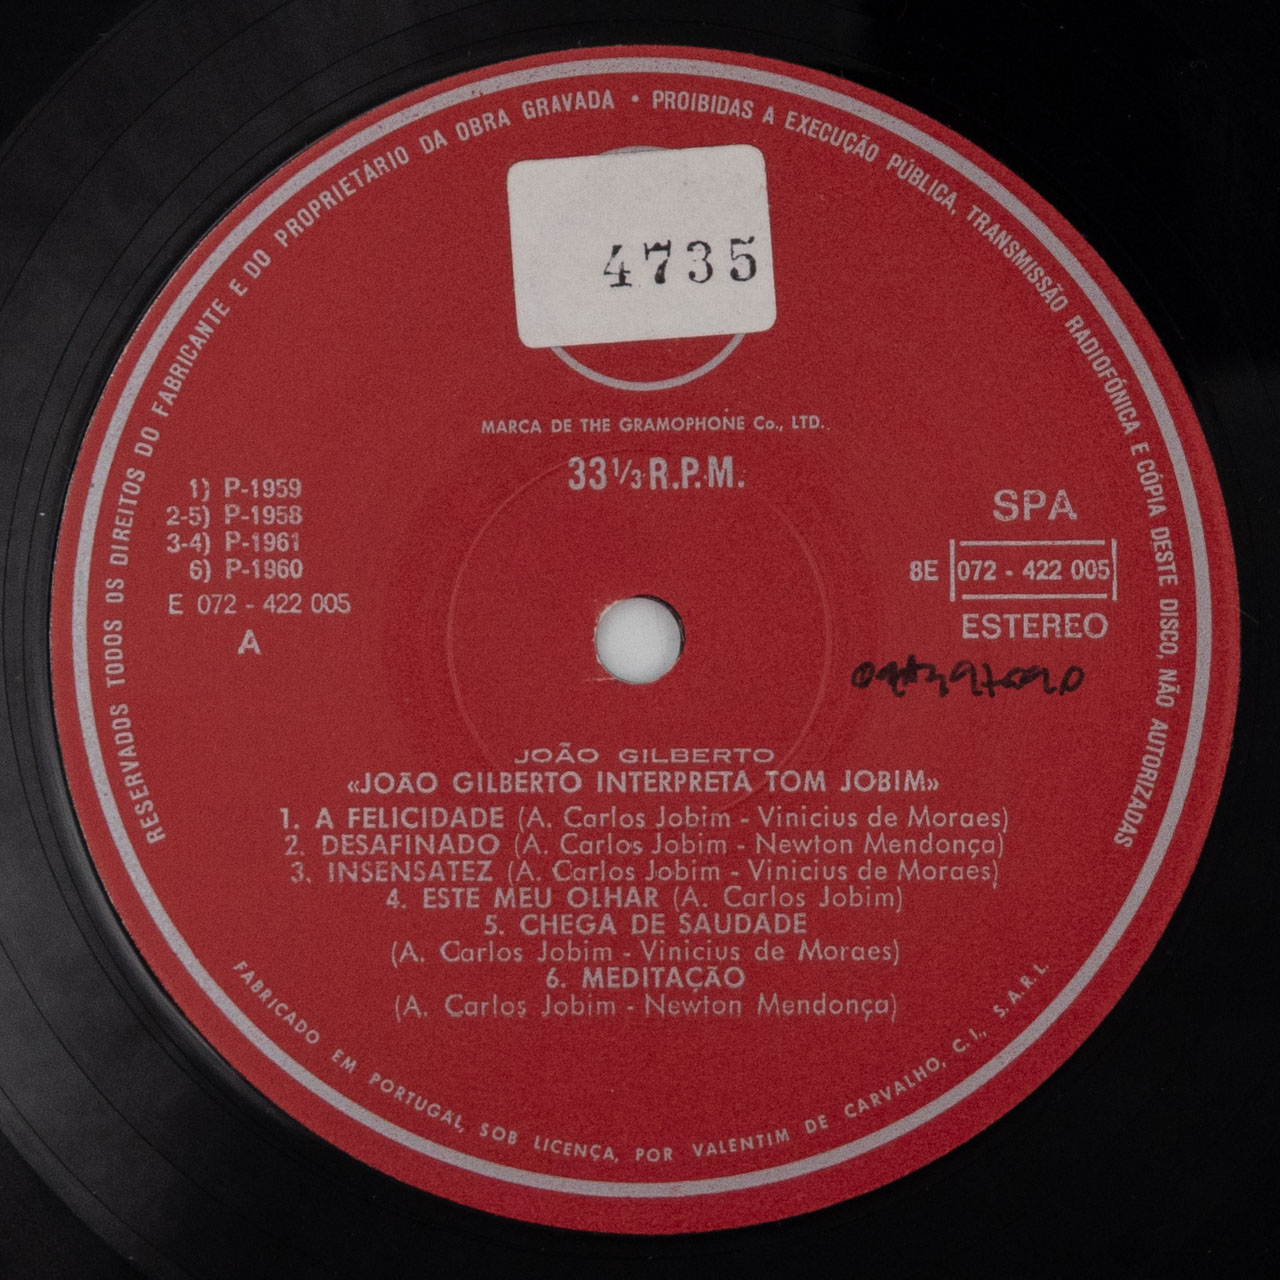 RESERVADOS TODOS OS DIREITOS DO FABRICANTE E DO PROPRIETÁRIO DA OBRA GRAVADA • PROIBIDAS A EXECUÇÃO PÚBLICA, TRANSMISSÃO RADIOFÓNICA E CÓPIA DESTE DISCO, NÃO AUTORIZADAS
4735
MARCA DE THE GRAMOPHONE Co., LTD.
33 1/3 R.P.M.
1) P-1959
2-5) P-1958
3-4) P-1961
6) P-1960
E 072 - 422 005
A
SPA
8E 072 - 422 005
ESTEREO
JOÃO GILBERTO
«JOÃO GILBERTO INTERPRETA TOM JOBIM»
1. A FELICIDADE (A. Carlos Jobim - Vinicius de Moraes)
2. DESAFINADO (A. Carlos Jobim - Newton Mendonça)
3. INSENSATEZ (A. Carlos Jobim - Vinicius de Moraes)
4. ESTE MEU OLHAR (A. Carlos Jobim)
5. CHEGA DE SAUDADE
(A. Carlos Jobim - Vinicius de Moraes)
6. MEDITAÇÃO
(A. Carlos Jobim - Newton Mendonça)
FABRICADO EM PORTUGAL, SOB LICENÇA, POR VALENTIM DE CARVALHO, C. I., S.A.R.L.